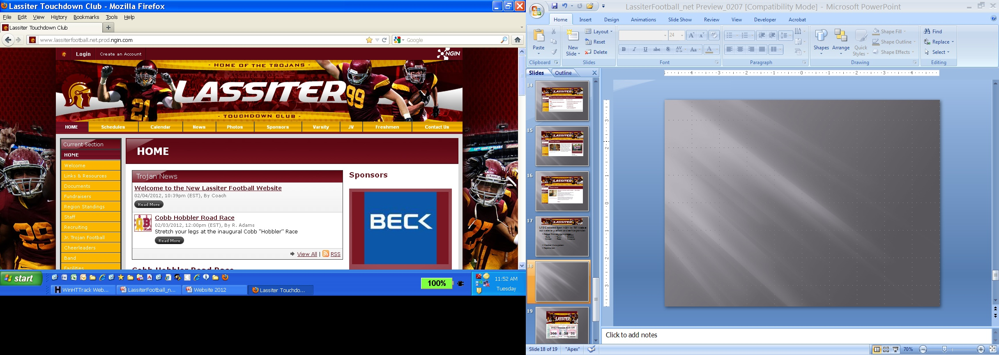 Lassiter Touchdown Club - Mozilla Firefox
File Edit View History Bookmarks Tools Help
Lassiter Touchdown Club
www.lassiterfootball.net.prod.ngin.com
Google
Login Create an Account
NGIN
- HOME OF THE TROJANS -
LASSITER
21
99
- TOUCHDOWN CLUB -
HOME Schedules Calendar News Photos Sponsors Varsity JV Freshmen Contact Us
Current Section
HOME
Welcome
Links & Resources
Documents
Fundraisers
Region Standings
Staff
Recruiting
Jr. Trojan Football
Cheerleaders
Band
Facilities
HOME
Trojan News
Welcome to the New Lassiter Football Website
02/04/2012, 10:39pm (EST), By Coach
Read More
Cobb Hobbler Road Race
02/03/2012, 12:00pm (EST), By R. Adams
Stretch your legs at the inaugural Cobb "Hobbler" Race
Read More
View All | RSS
Cobb Hobbler Road Race
Sponsors
BECK
Riddell
start
WinHTTrack Web...
LassiterFootball_n...
Website 2012
Lassiter Touchdo...
100%
11:52 AM
Tuesday
LassiterFootball_net Preview_0207 [Compatibility Mode] - Microsoft PowerPoint
Home Insert Design Animations Slide Show Review View Developer Acrobat
Paste
Clipboard
New Slide
Layout
Reset
Delete
Slides
24
Font
Paragraph
Shapes
Arrange
Quick Styles
Shape Fill
Shape Outline
Shape Effects
Drawing
Find
Replace
Select
Editing
Slides Outline
14
LASSITER
15
LASSITER
16
LASSITER
17
LTDC selected Sport NGIN by TST Media as
our website platform and service provider
18
19
LASSITER
2012 Season Kick Off
206 6 58 31
Click to add notes
Slide 18 of 19 "Apex" 70%